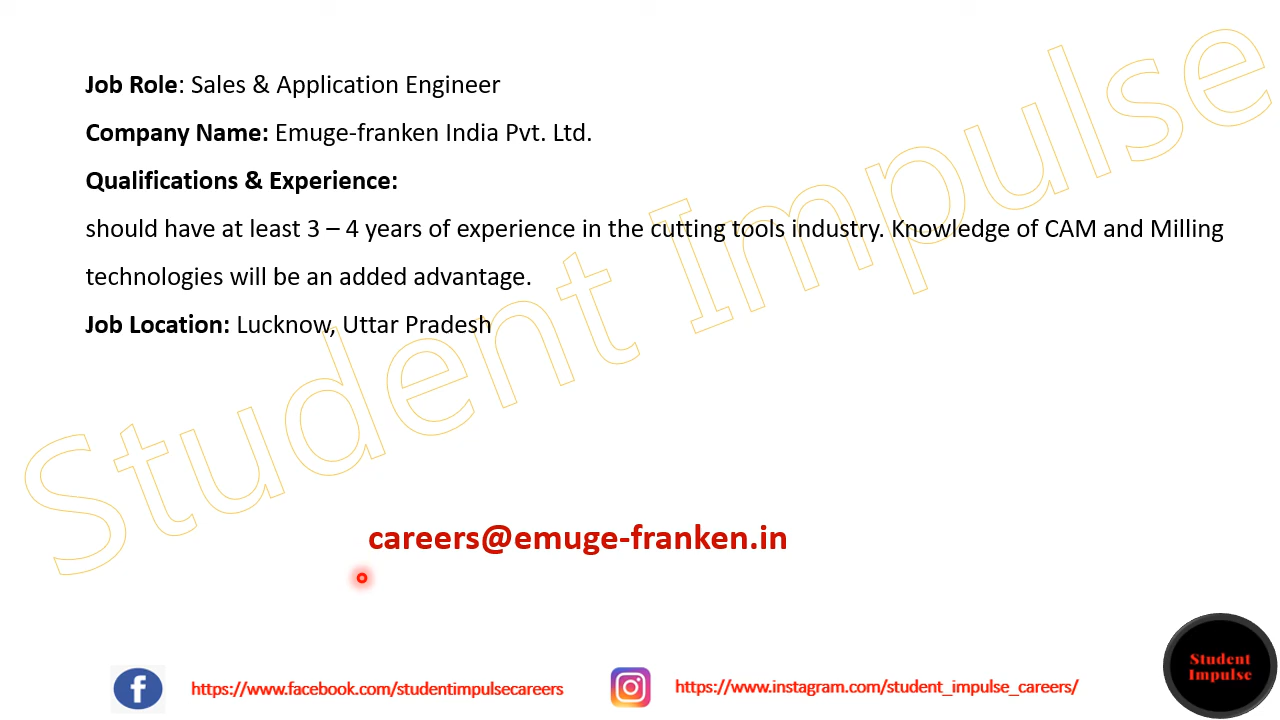 Job Role: Sales & Application Engineer
Company Name: Emuge-franken India Pvt. Ltd.
Qualifications & Experience:
should have at least 3 – 4 years of experience in the cutting tools industry. Knowledge of CAM and Milling
technologies will be an added advantage.
Job Location: Lucknow, Uttar Pradesh
Student Impulse
careers@emuge-franken.in
https://www.facebook.com/studentimpulsecareers
https://www.instagram.com/student_impulse_careers/
Student
Impulse